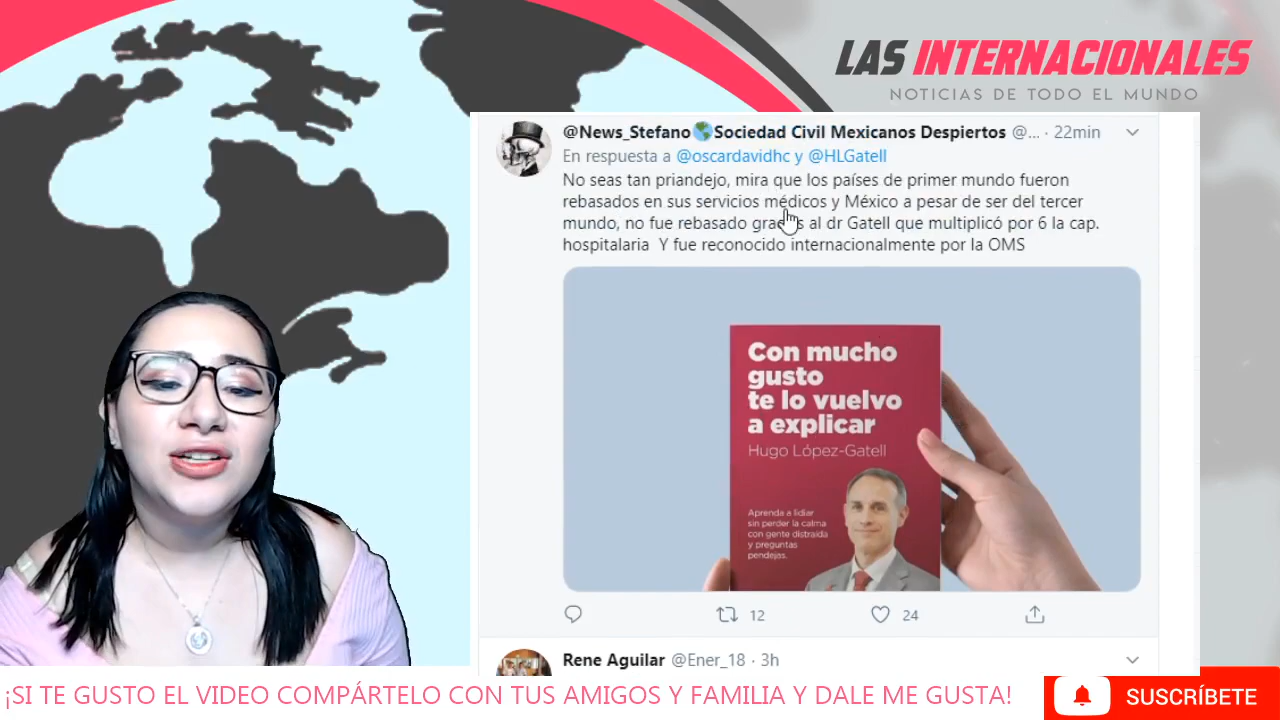 LAS INTERNACIONALES
NOTICIAS DE TODO EL MUNDO
@News_Stefano🌎Sociedad Civil Mexicanos Despiertos @... · 22min
En respuesta a @oscardavidhc y @HLGatell
No seas tan priandejo, mira que los países de primer mundo fueron
rebasados en sus servicios médicos y México a pesar de ser del tercer
mundo, no fue rebasado gracias al dr Gatell que multiplicó por 6 la cap.
hospitalaria Y fue reconocido internacionalmente por la OMS
Con mucho
gusto
te lo vuelvo
a explicar
Hugo López-Gatell
Aprenda a lidiar
sin perder la calma
con gente distraída
y preguntas
pendejas.
12
24
Rene Aguilar @Ener_18 · 3h
¡SI TE GUSTO EL VIDEO COMPÁRTELO CON TUS AMIGOS Y FAMILIA Y DALE ME GUSTA!
SUSCRÍBETE